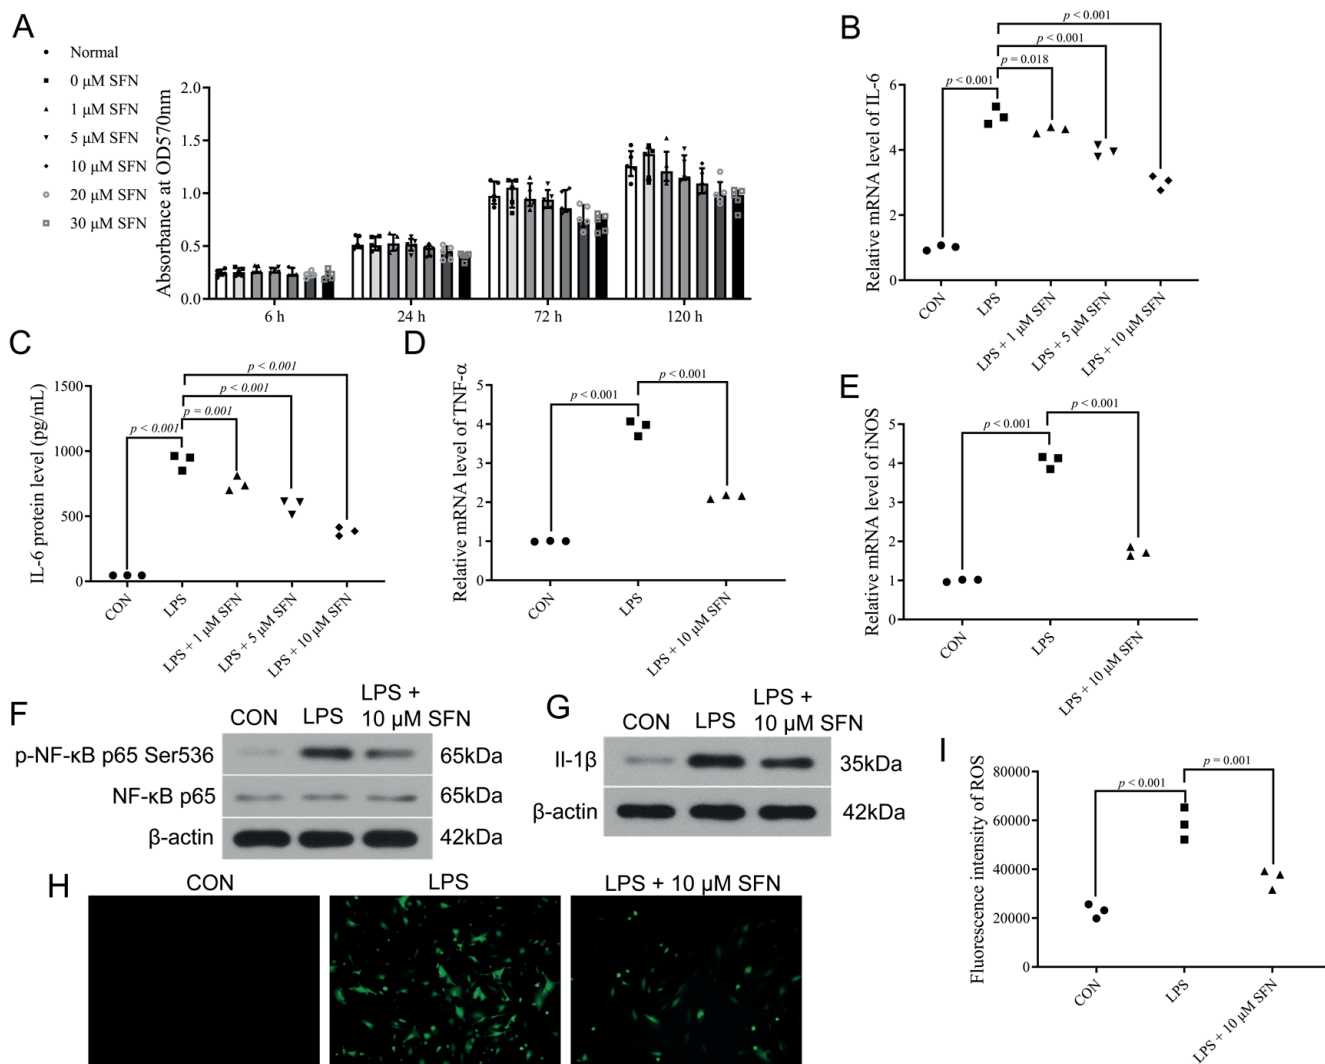 A
Normal
0 μM SFN
1 μM SFN
5 μM SFN
10 μM SFN
20 μM SFN
30 μM SFN
Absorbance at OD570nm
2.0
1.5
1.0
0.5
0.0
6 h
24 h
72 h
120 h
B
Relative mRNA level of IL-6
6
4
2
0
p < 0.001
p < 0.001
p = 0.018
p < 0.001
CON
LPS
LPS + 1 μM SFN
LPS + 5 μM SFN
LPS + 10 μM SFN
C
IL-6 protein level (pg/mL)
1500
1000
500
0
p < 0.001
p < 0.001
p = 0.001
p < 0.001
CON
LPS
LPS + 1 μM SFN
LPS + 5 μM SFN
LPS + 10 μM SFN
D
Relative mRNA level of TNF-α
5
4
3
2
1
0
p < 0.001
p < 0.001
CON
LPS
LPS + 10 μM SFN
E
Relative mRNA level of iNOS
5
4
3
2
1
0
p < 0.001
p < 0.001
CON
LPS
LPS + 10 μM SFN
F
CON
LPS
LPS +
10 μM SFN
p-NF-κB p65 Ser536
65kDa
NF-κB p65
65kDa
β-actin
42kDa
G
CON
LPS
LPS +
10 μM SFN
Il-1β
35kDa
β-actin
42kDa
H
CON
LPS
LPS + 10 μM SFN
I
Fluorescence intensity of ROS
80000
60000
40000
20000
0
p < 0.001
p = 0.001
CON
LPS
LPS + 10 μM SFN